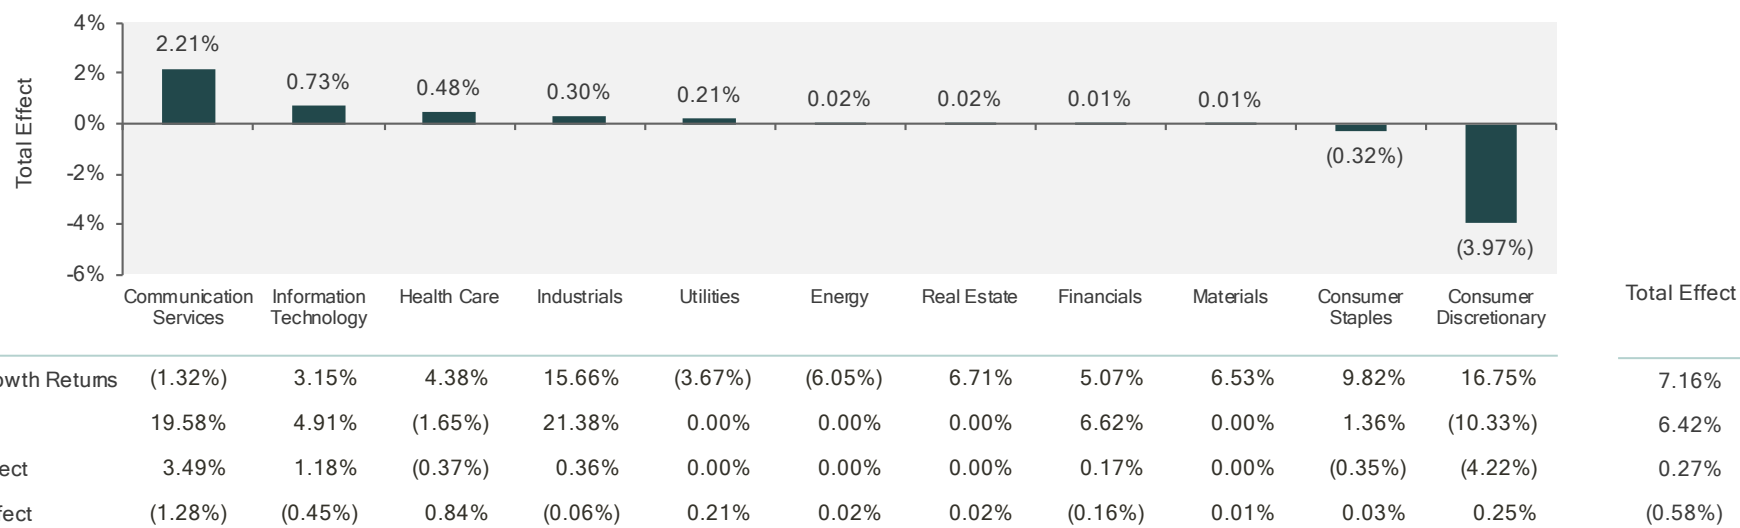 4%
2%
0%
-2%
-4%
-6%
Total Effect
2.21%
0.73%
0.48%
0.30%
0.21%
0.02%
0.02%
0.01%
0.01%
(0.32%)
(3.97%)
Communication Services
Information Technology
Health Care
Industrials
Utilities
Energy
Real Estate
Financials
Materials
Consumer Staples
Consumer Discretionary
Total Effect
Returns (1.32%) 3.15% 4.38% 15.66% (3.67%) (6.05%) 6.71% 5.07% 6.53% 9.82% 16.75% 7.16%
19.58% 4.91% (1.65%) 21.38% 0.00% 0.00% 0.00% 6.62% 0.00% 1.36% (10.33%) 6.42%
3.49% 1.18% (0.37%) 0.36% 0.00% 0.00% 0.00% 0.17% 0.00% (0.35%) (4.22%) 0.27%
(1.28%) (0.45%) 0.84% (0.06%) 0.21% 0.02% 0.02% (0.16%) 0.01% 0.03% 0.25% (0.58%)